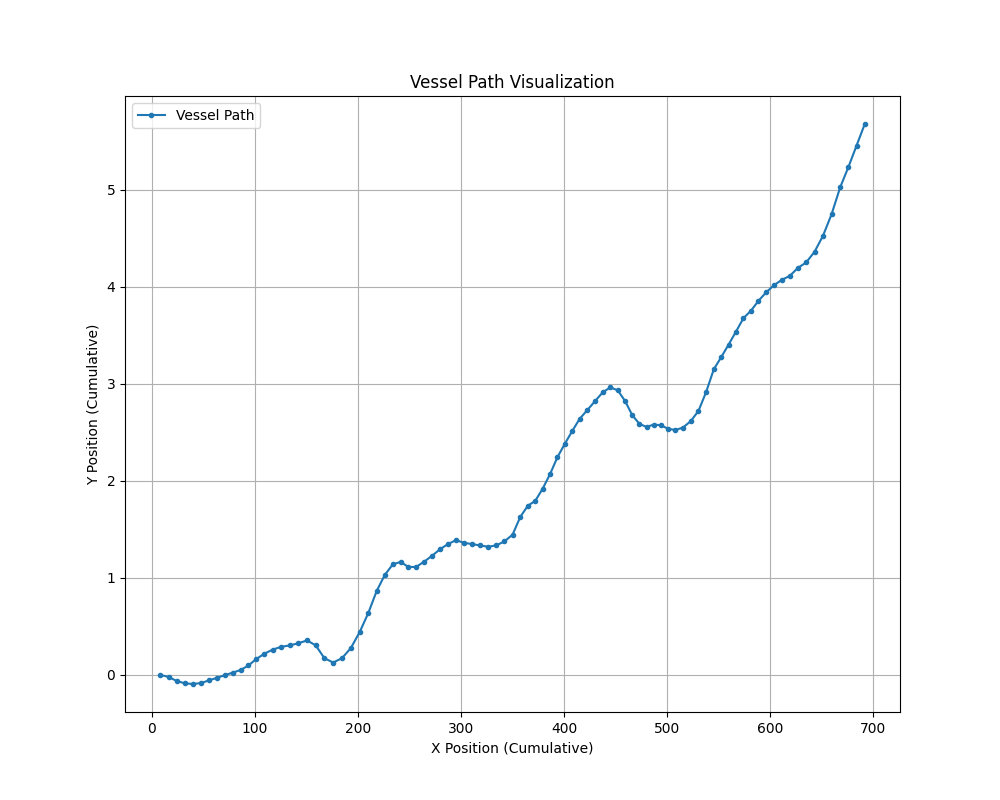 Vessel Path Visualization
Vessel Path
5
4
3
2
1
0
Y Position (Cumulative)
0 100 200 300 400 500 600 700
X Position (Cumulative)